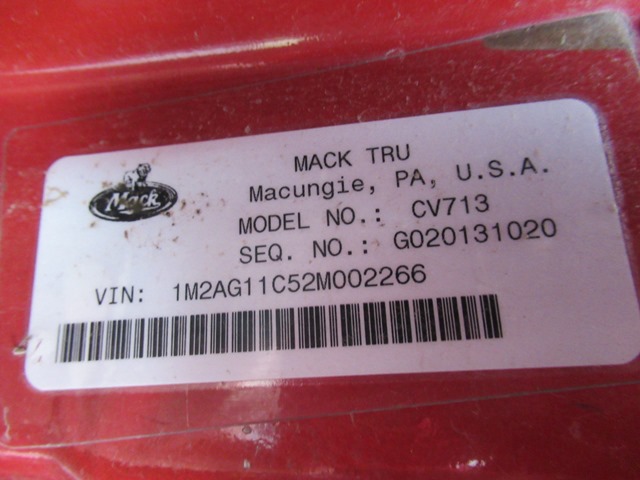 Mack
MACK TRU
Macungie, PA, U.S.A.
MODEL NO.: CV713
SEQ. NO.: G020131020
VIN: 1M2AG11C52M002266